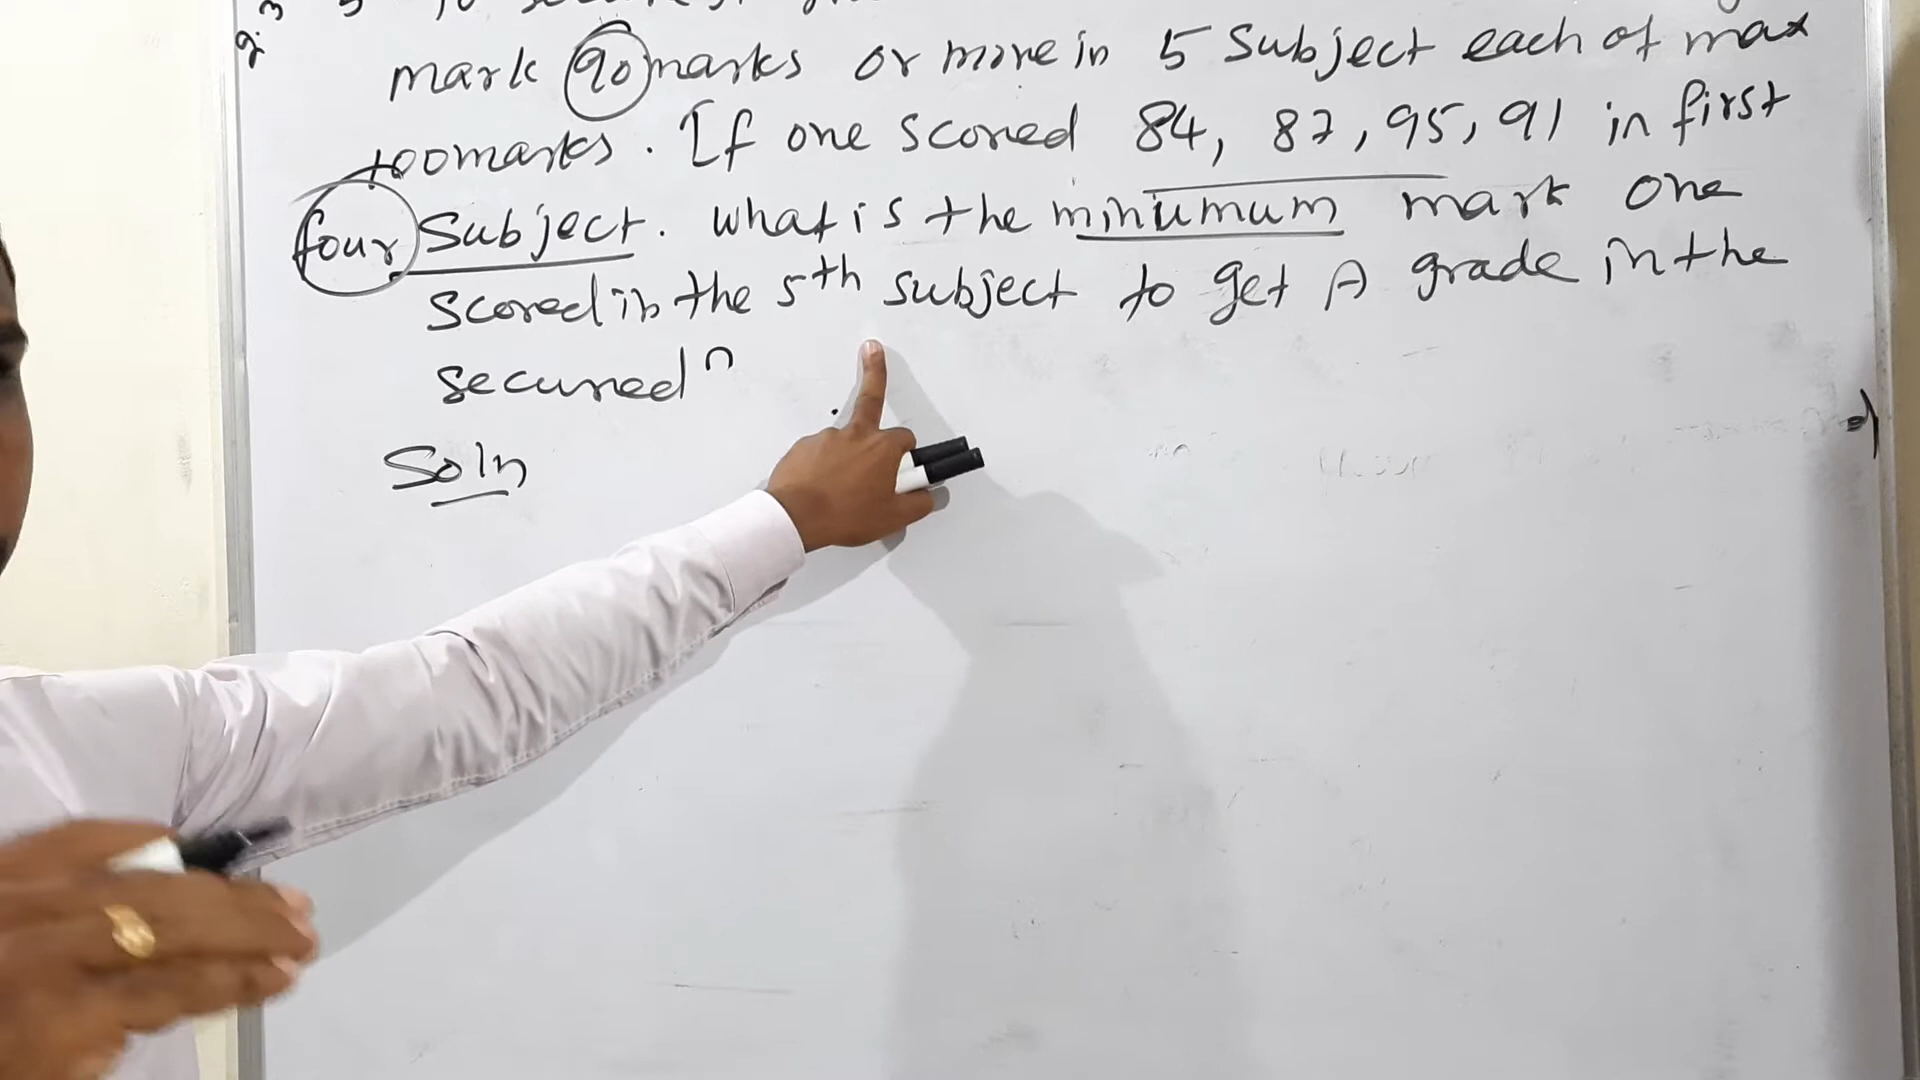 mark 90 marks or more in 5 Subject each of max
100 marks. If one scored 84, 87, 95, 91 in first
four Subject. what is the minimum mark one
Scored in the 5th subject to get A grade in the
secured
Soln